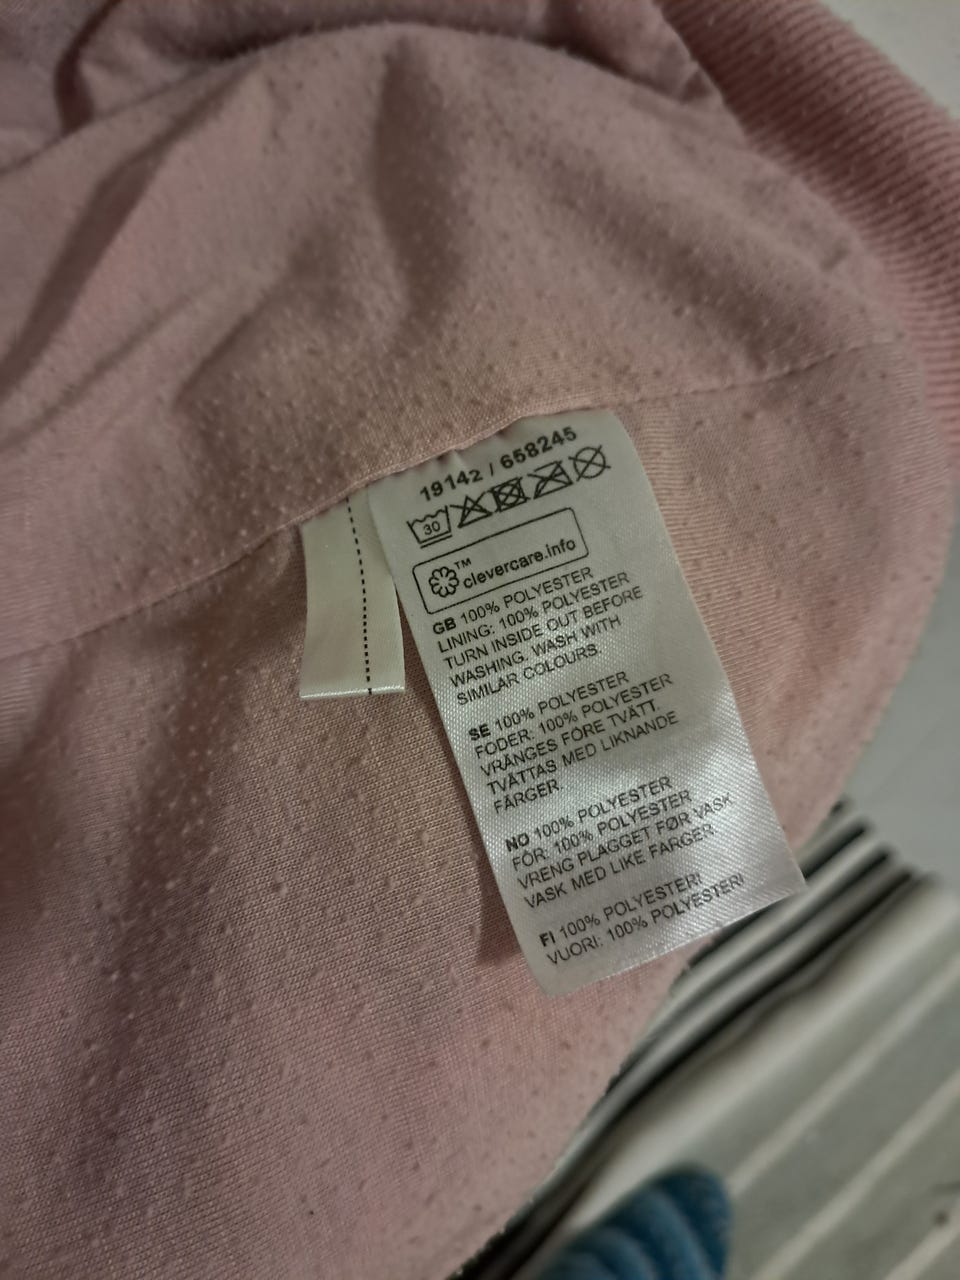 19142 / 658245
30
TM
clevercare.info
GB 100% POLYESTER
LINING: 100% POLYESTER
TURN INSIDE OUT BEFORE
WASHING. WASH WITH
SIMILAR COLOURS.
SE 100% POLYESTER
FODER: 100% POLYESTER
VRÄNGES FÖRE TVÄTT.
TVÄTTAS MED LIKNANDE
FÄRGER.
NO 100% POLYESTER
FÔR: 100% POLYESTER
VRENG PLAGGET FØR VASK.
VASK MED LIKE FARGER.
FI 100% POLYESTERI
VUORI: 100% POLYESTERI